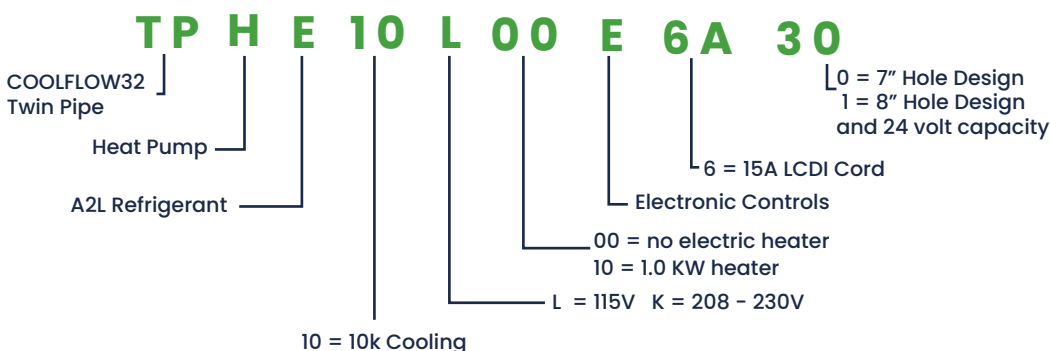 TP H E 10 L 00 E 6A 30
COOLFLOW32
Twin Pipe
0 = 7” Hole Design
1 = 8” Hole Design
and 24 volt capacity
Heat Pump
6 = 15A LCDI Cord
A2L Refrigerant
Electronic Controls
00 = no electric heater
10 = 1.0 KW heater
L = 115V K = 208 - 230V
10 = 10k Cooling